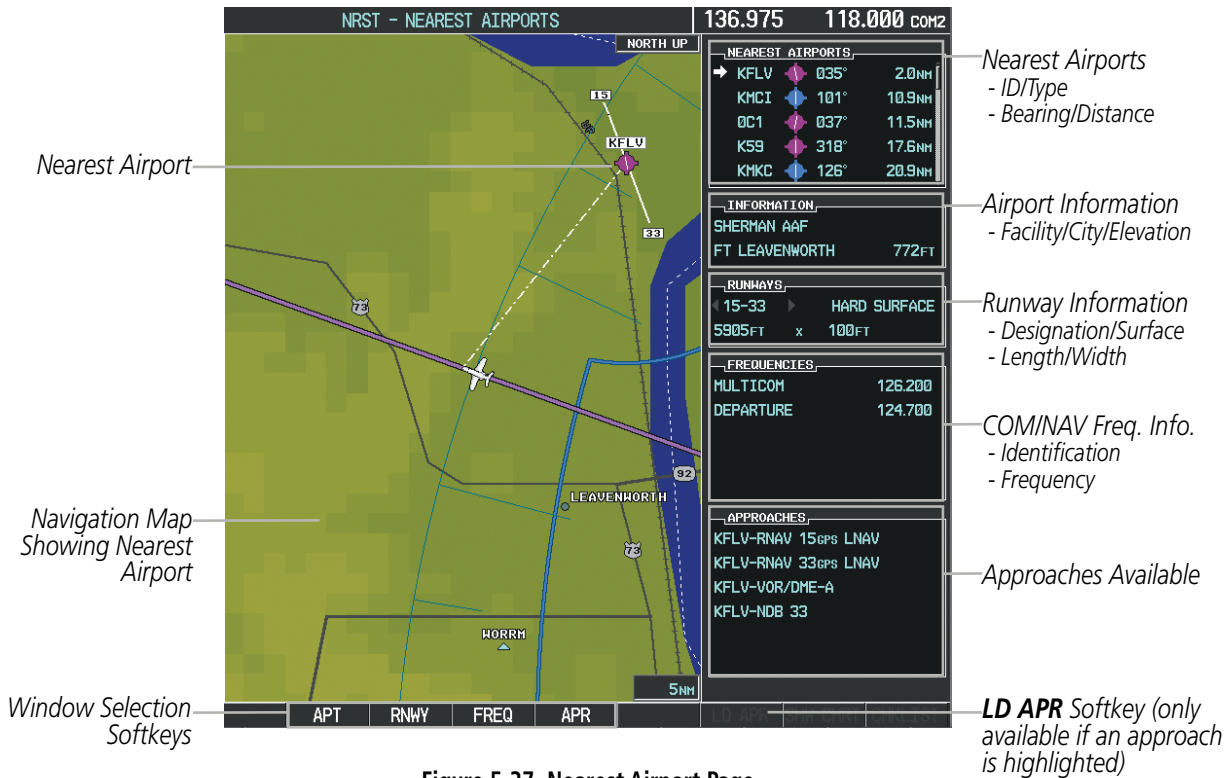 NRST - NEAREST AIRPORTS
136.975 118.000 COM2
NORTH UP
15
KFLV
33
73
92
LEAVENWORTH
73
WORRM
5NM
NEAREST AIRPORTS
KFLV 035° 2.0NM
KMCI 101° 10.9NM
0C1 037° 11.5NM
K59 318° 17.6NM
KMKC 126° 20.9NM
INFORMATION
SHERMAN AAF
FT LEAVENWORTH 772FT
RUNWAYS
15-33 HARD SURFACE
5905FT x 100FT
FREQUENCIES
MULTICOM 126.200
DEPARTURE 124.700
APPROACHES
KFLV-RNAV 15GPS LNAV
KFLV-RNAV 33GPS LNAV
KFLV-VOR/DME-A
KFLV-NDB 33
APT RNWY FREQ APR LD APR SHW CHRT CHKLIST
Nearest Airport
Navigation Map
Showing Nearest
Airport
Window Selection
Softkeys
Nearest Airports
- ID/Type
- Bearing/Distance
Airport Information
- Facility/City/Elevation
Runway Information
- Designation/Surface
- Length/Width
COM/NAV Freq. Info.
- Identification
- Frequency
Approaches Available
LD APR Softkey (only
available if an approach
is highlighted)